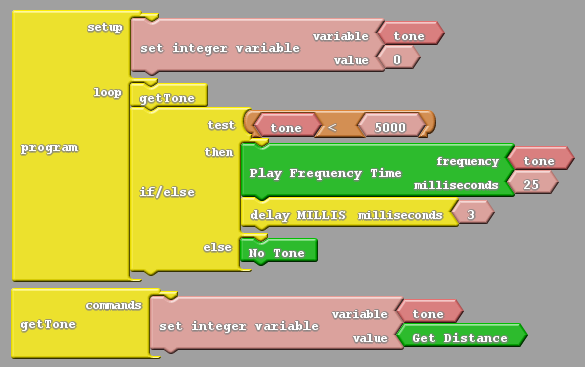 setup
set integer variable
variable
tone
value
0
loop
getTone
program
if/else
test
tone < 5000
then
Play Frequency Time
frequency
tone
milliseconds
25
delay MILLIS milliseconds 3
else
No Tone
getTone
commands
set integer variable
variable
tone
value
Get Distance